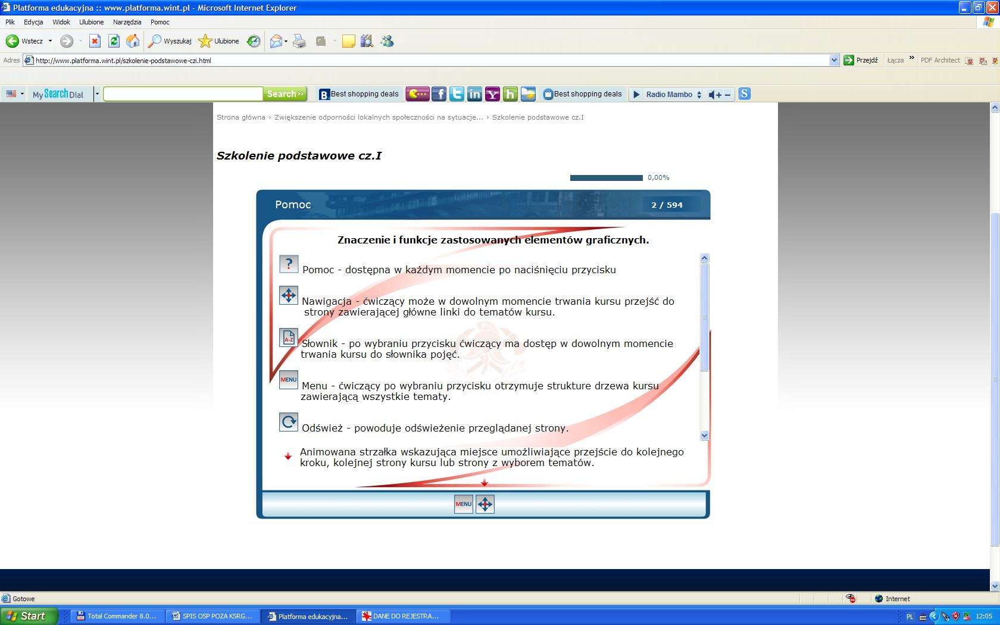 Platforma edukacyjna :: www.platforma.wint.pl - Microsoft Internet Explorer
Plik Edycja Widok Ulubione Narzędzia Pomoc
Wstecz Wyszukaj Ulubione
Adres http://www.platforma.wint.pl/szkolenie-podstawowe-czi.html Przejdź Łącza » PDF Architect
My Search Dial Search »» B Best shopping deals f t in Y h Best shopping deals Radio Mambo + − S
Strona główna › Zwiększenie odporności lokalnych społeczności na sytuacje... › Szkolenie podstawowe cz.I
Szkolenie podstawowe cz.I
0,00%
Pomoc 2 / 594
Znaczenie i funkcje zastosowanych elementów graficznych.
? Pomoc - dostępna w każdym momencie po naciśnięciu przycisku
Nawigacja - ćwiczący może w dowolnym momencie trwania kursu przejść do
strony zawierającej główne linki do tematów kursu.
A-Z Słownik - po wybraniu przycisku ćwiczący ma dostęp w dowolnym momencie
trwania kursu do słownika pojęć.
MENU Menu - ćwiczący po wybraniu przycisku otrzymuje strukture drzewa kursu
zawierającą wszystkie tematy.
Odśwież - powoduje odświeżenie przeglądanej strony.
Animowana strzałka wskazująca miejsce umożliwiające przejście do kolejnego
kroku, kolejnej strony kursu lub strony z wyborem tematów.
MENU
Gotowe Internet
Start Total Commander 8.0... SPIS OSP POZA KSRG... Platforma edukacyjna... DANE DO REJESTRA... PL 12:05